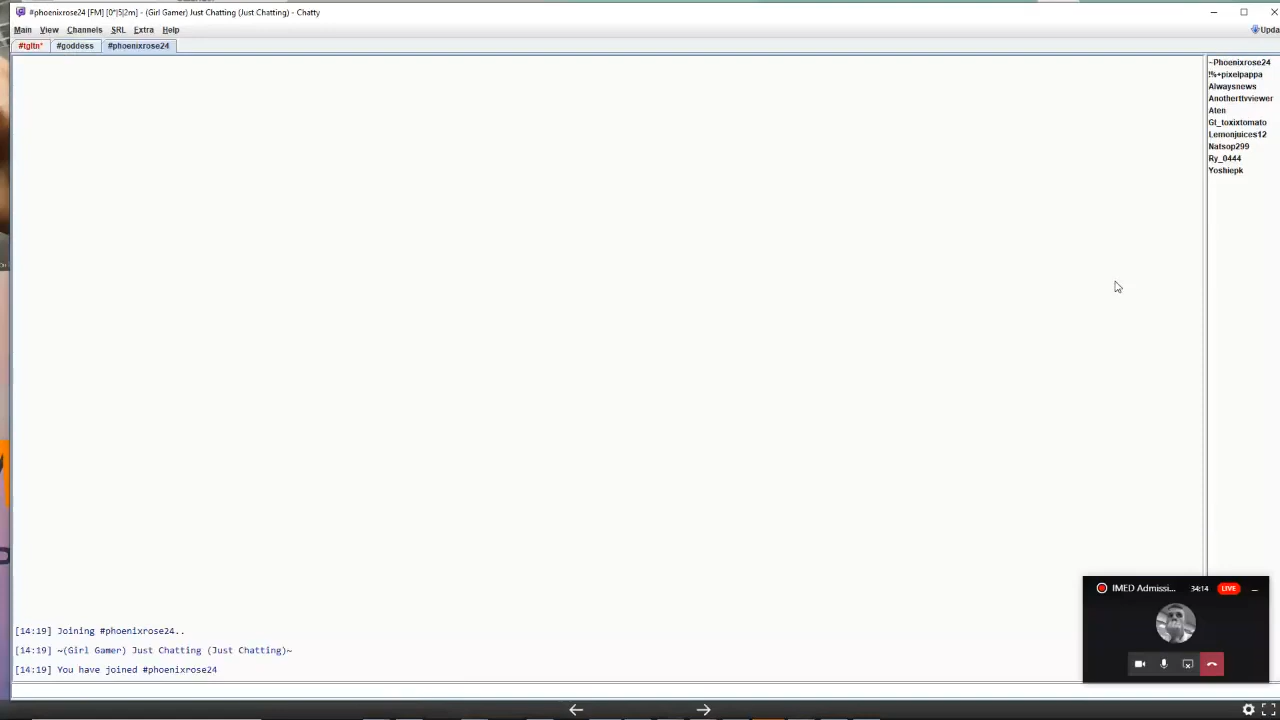 #phoenixrose24 [FM] [0*|5|2m] - (Girl Gamer) Just Chatting (Just Chatting) - Chatty
Main View Channels SRL Extra Help
Upda
#tgltn* #goddess #phoenixrose24
~Phoenixrose24
!%+pixelpappa
Alwaysnews
Anotherttvviewer
Aten
Gt_toxixtomato
Lemonjuices12
Natsop299
Ry_0444
Yoshiepk
IMED Admissi... 34:14 LIVE
[14:19] Joining #phoenixrose24..
[14:19] ~(Girl Gamer) Just Chatting (Just Chatting)~
[14:19] You have joined #phoenixrose24